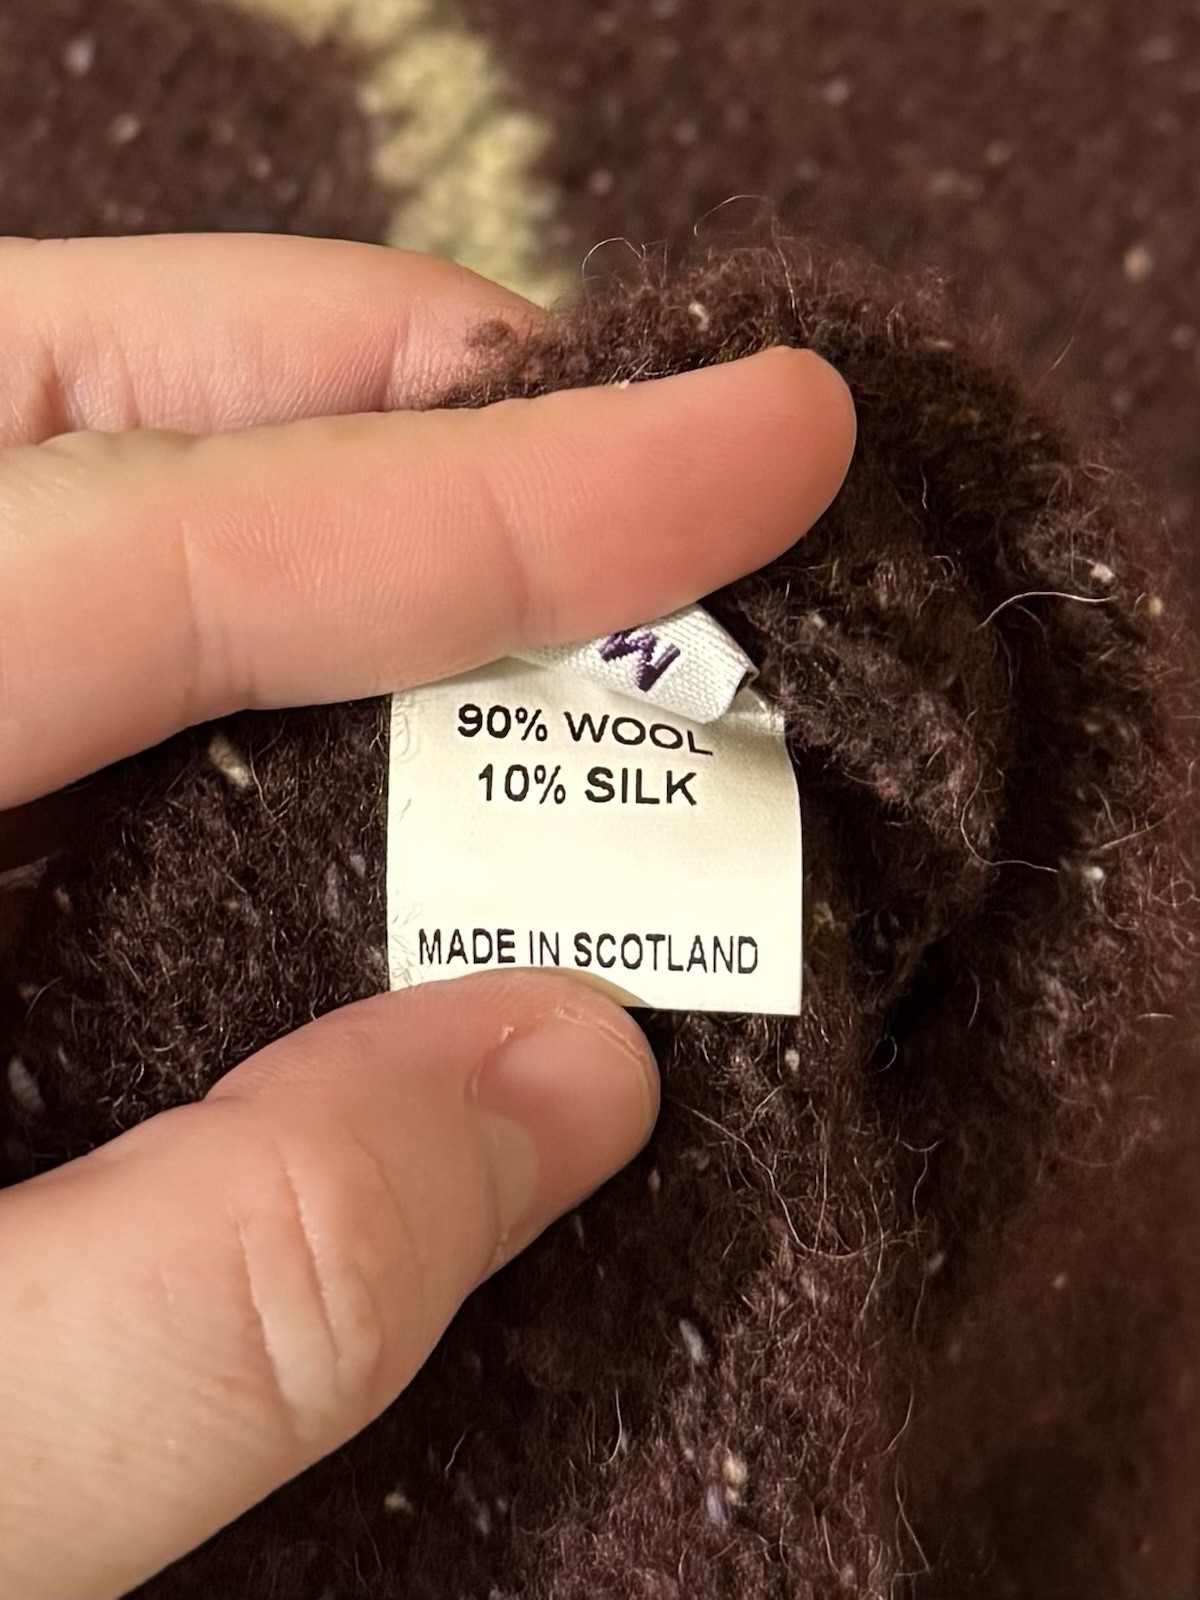 M
90% WOOL
10% SILK
MADE IN SCOTLAND